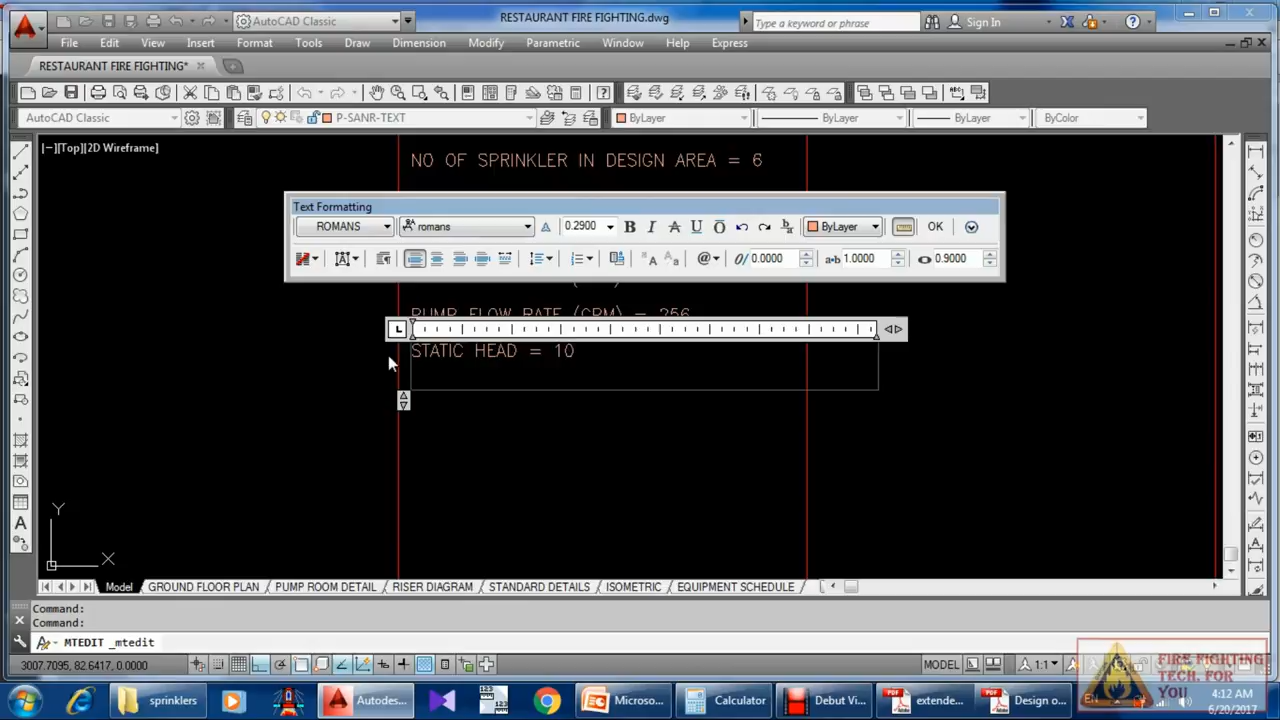 AutoCAD Classic
RESTAURANT FIRE FIGHTING.dwg
Type a keyword or phrase
Sign In
File Edit View Insert Format Tools Draw Dimension Modify Parametric Window Help Express
RESTAURANT FIRE FIGHTING*
AutoCAD Classic
P-SANR-TEXT
ByLayer
ByLayer
ByLayer
ByColor
[−][Top][2D Wireframe]
NO OF SPRINKLER IN DESIGN AREA = 6
Text Formatting
ROMANS
romans
0.2900
B I A U O
ByLayer
OK
@
0/ 0.0000
a•b 1.0000
0.9000
PUMP FLOW RATE (GPM) = 256
L
STATIC HEAD = 10
Y
X
Model GROUND FLOOR PLAN PUMP ROOM DETAIL RISER DIAGRAM STANDARD DETAILS ISOMETRIC EQUIPMENT SCHEDULE
Command:
Command:
MTEDIT _mtedit
3007.7095, 82.6417, 0.0000
MODEL
1:1
FIRE FIGHTING
TECH. FOR
YOU
sprinklers
Autodes...
123
Microso...
Calculator
Debut Vi...
extende...
Design o...
EN
4:12 AM
6/20/2017